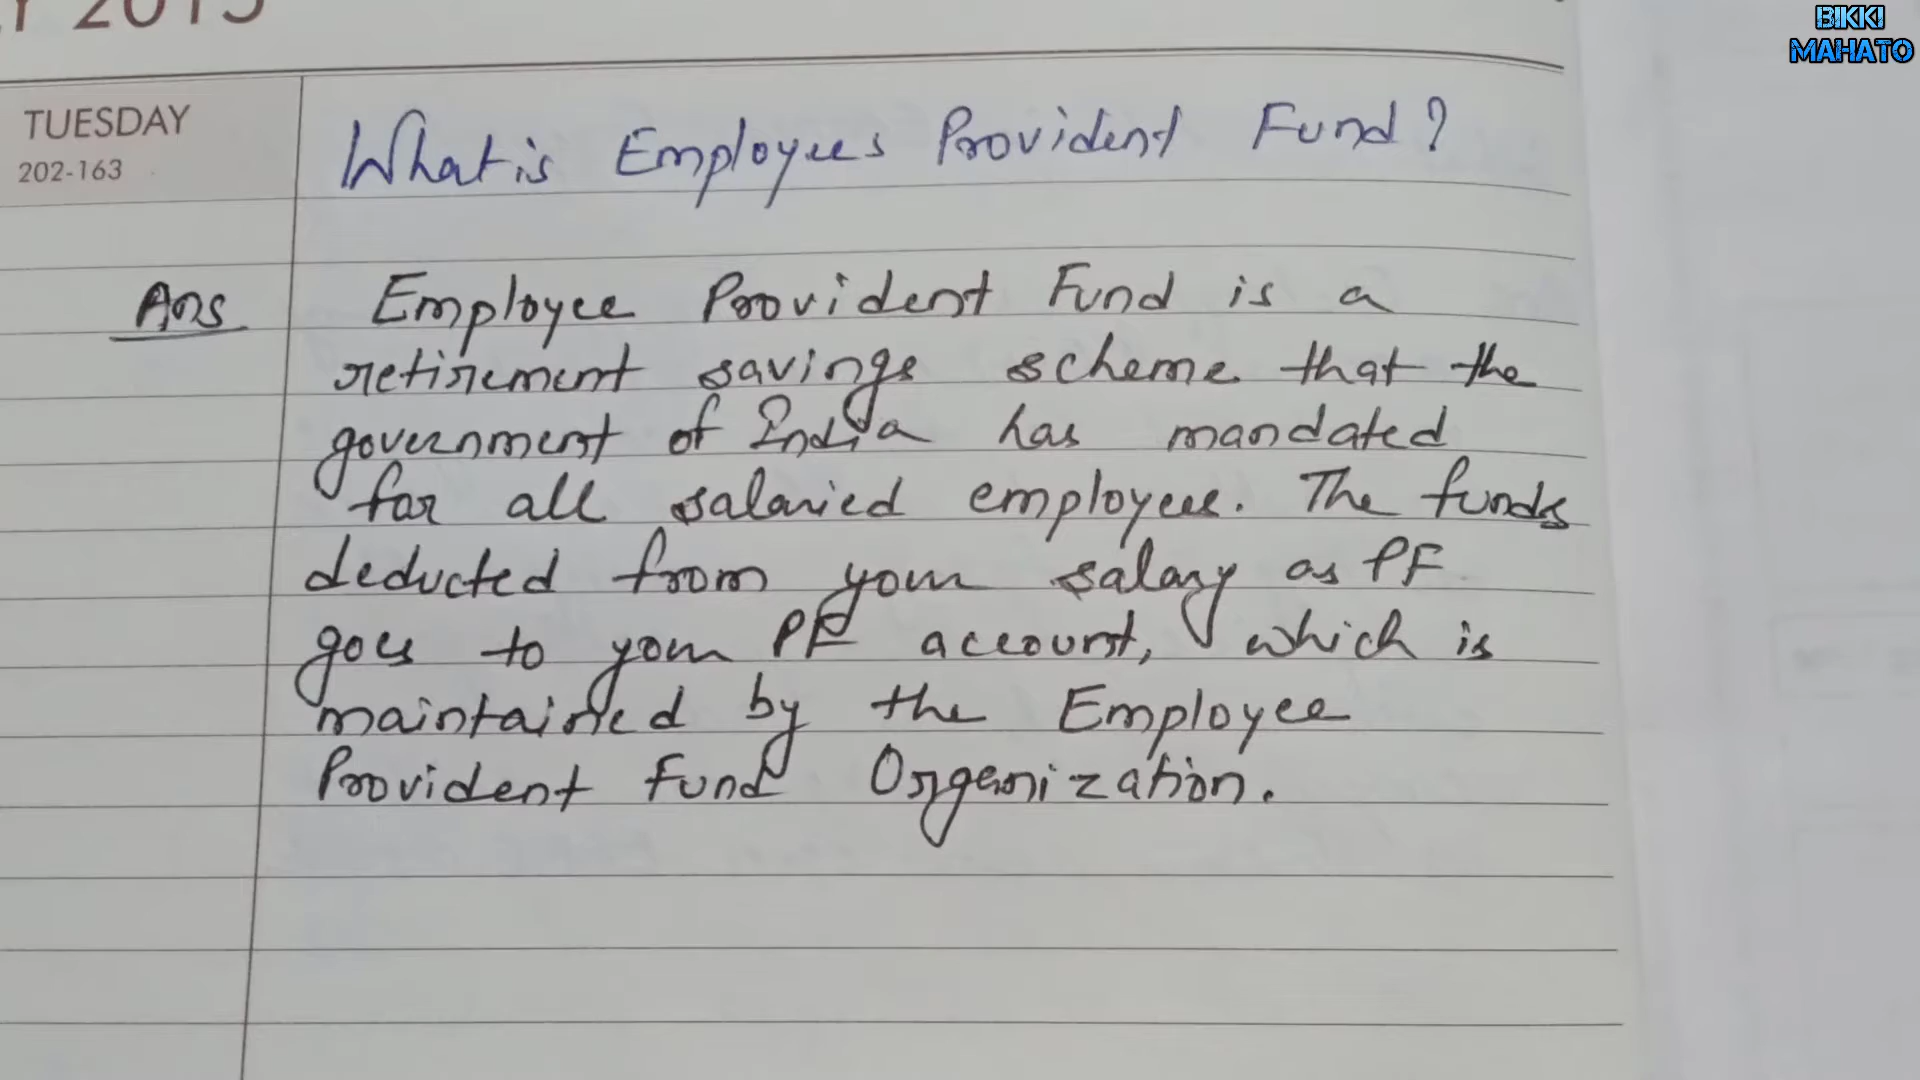 BIKKI
MAHATO
2015
TUESDAY
202-163
What is Employees Provident Fund?
Ans Employee Provident Fund is a
retirement savings scheme that the
government of India has mandated
for all salaried employees. The funds
deducted from your salary as PF
goes to your PF account, which is
maintained by the Employee
Provident Fund Organization.